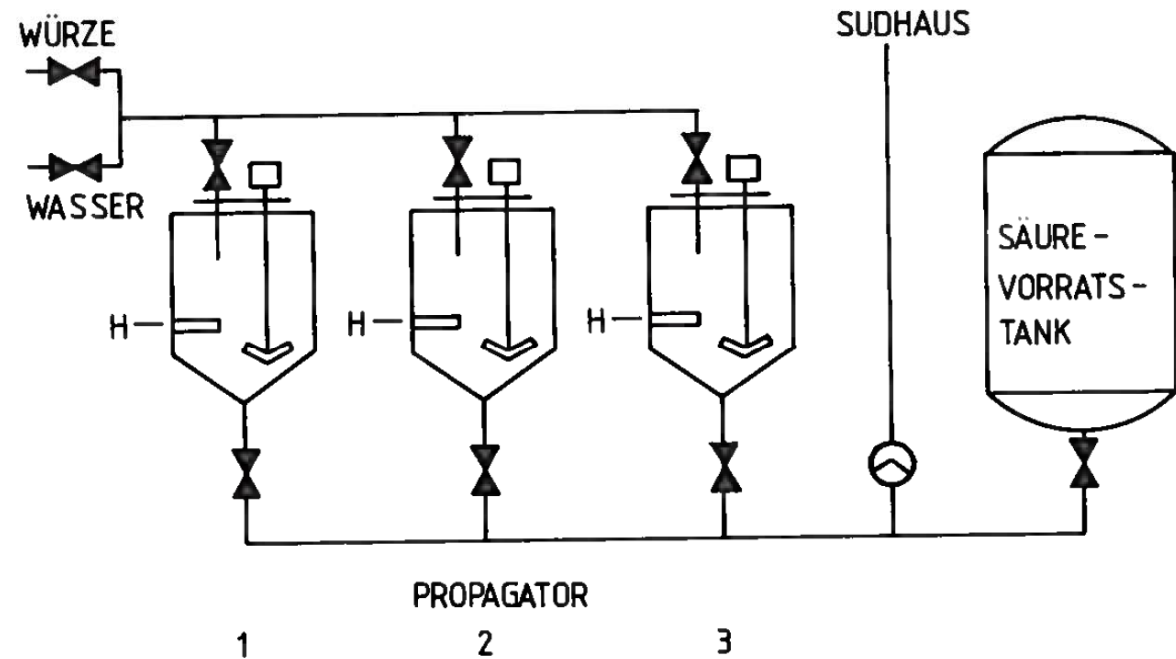 WÜRZE
SUDHAUS
WASSER
SÄURE-
VORRATS-
TANK
H
H
H
PROPAGATOR
1 2 3